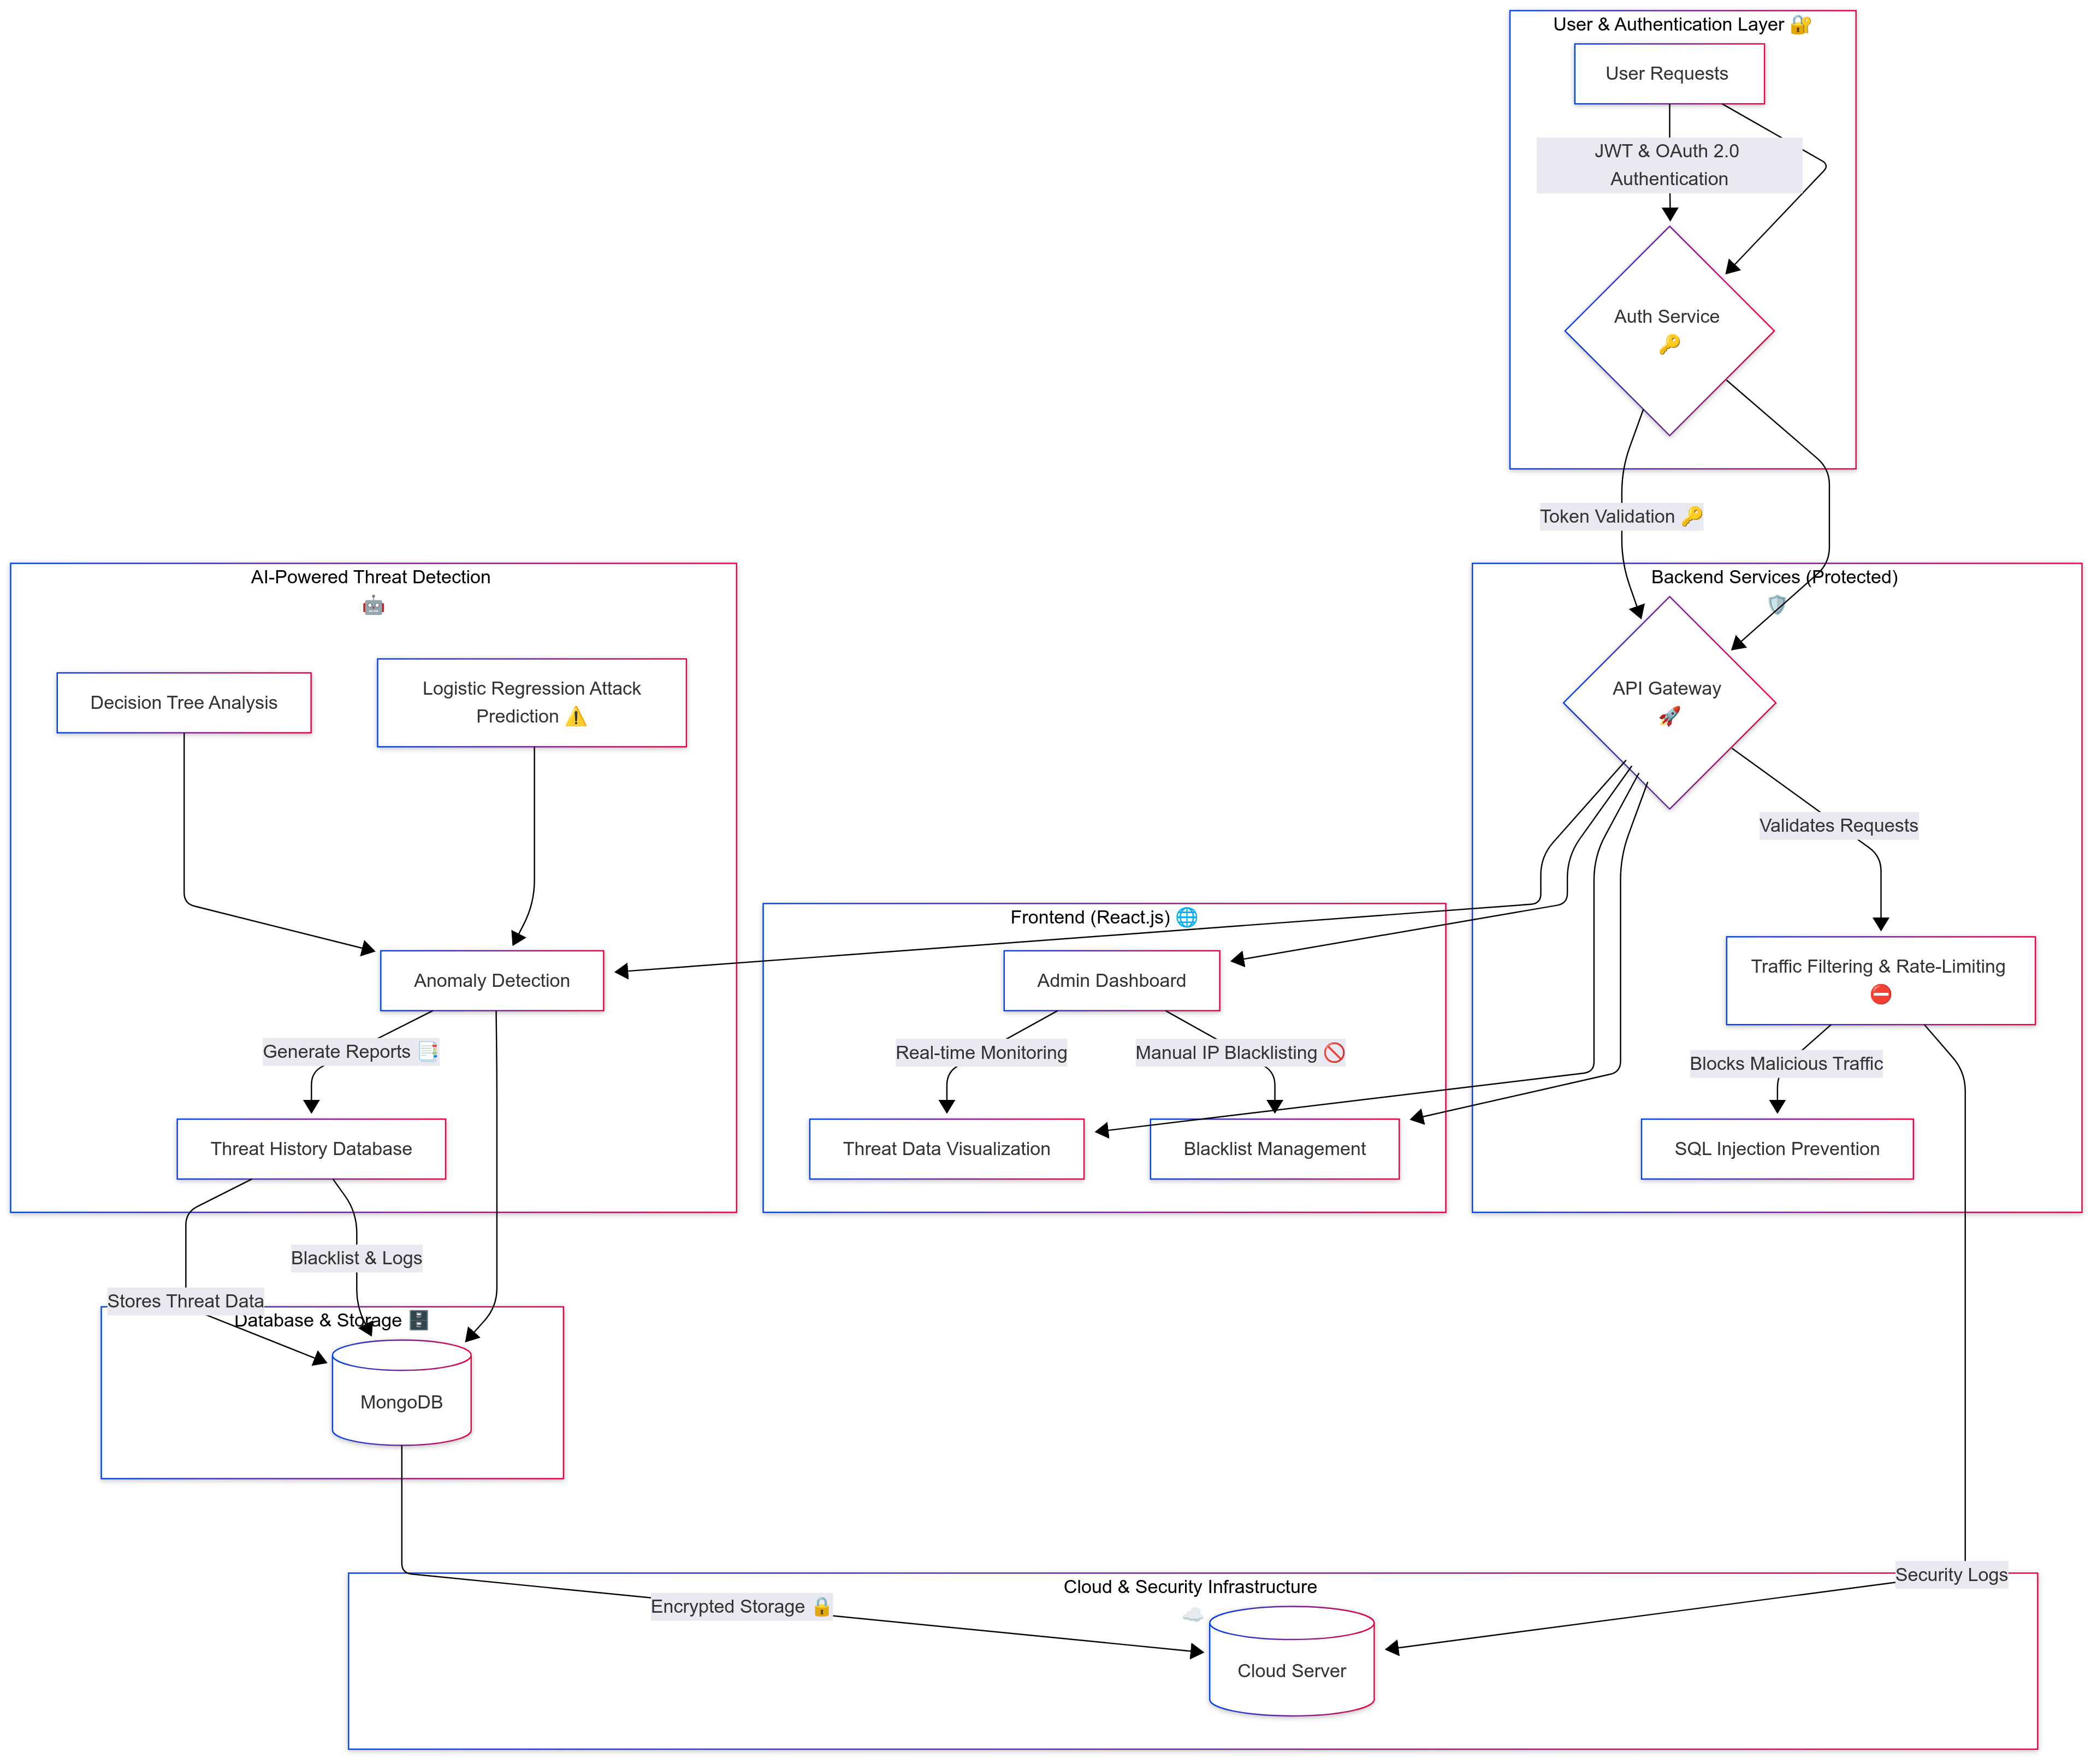 User & Authentication Layer 🔐
User Requests
JWT & OAuth 2.0
Authentication
Auth Service
🔑
Token Validation 🔑
AI-Powered Threat Detection
🤖
Decision Tree Analysis
Logistic Regression Attack
Prediction ⚠️
Anomaly Detection
Generate Reports 📑
Threat History Database
Blacklist & Logs
Stores Threat Data
Frontend (React.js) 🌐
Admin Dashboard
Real-time Monitoring
Manual IP Blacklisting 🚫
Threat Data Visualization
Blacklist Management
Backend Services (Protected)
🛡️
API Gateway
🚀
Validates Requests
Traffic Filtering & Rate-Limiting
⛔
Blocks Malicious Traffic
SQL Injection Prevention
Database & Storage 🗄️
MongoDB
Encrypted Storage 🔒
Security Logs
Cloud & Security Infrastructure
☁️
Cloud Server